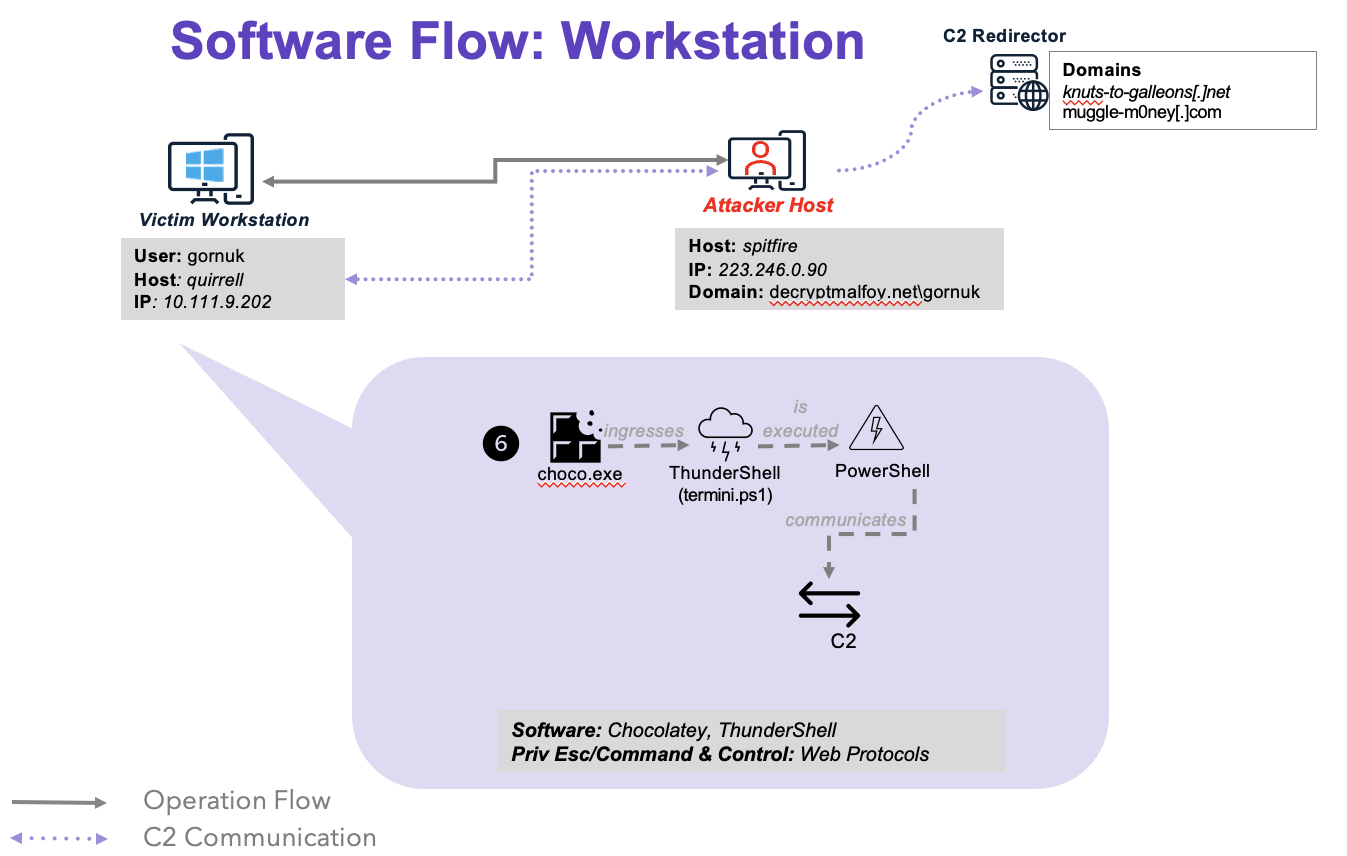 Software Flow: Workstation
C2 Redirector
Domains
knuts-to-galleons[.]net
muggle-m0ney[.]com
Victim Workstation
User: gornuk
Host: quirrell
IP: 10.111.9.202
Attacker Host
Host: spitfire
IP: 223.246.0.90
Domain: decryptmalfoy.net\gornuk
6
choco.exe
ingresses
ThunderShell
(termini.ps1)
is
executed
PowerShell
communicates
C2
Software: Chocolatey, ThunderShell
Priv Esc/Command & Control: Web Protocols
Operation Flow
C2 Communication